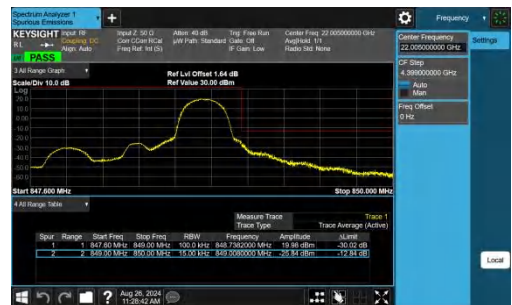 Spectrum Analyzer 1
Spurious Emissions
+
Frequency
KEYSIGHT Input: RF Input Z: 50 Ω Atten: 40 dB Trig: Free Run Center Freq: 22.005000000 GHz
RL Coupling: DC Corr CCorr RCal µW Path: Standard Gate: Off Avg|Hold: 1/1
Align: Auto Freq Ref: Int (S) IF Gain: Low Radio Std: None
PASS
Center Frequency
22.005000000 GHz
Settings
CF Step
4.399000000 GHz
Auto
Man
Freq Offset
0 Hz
3 All Range Graph
Ref Lvl Offset 1.64 dB
Scale/Div 10.0 dB Ref Value 30.00 dBm
Log
20.0
10.0
0.00
-10.0
-20.0
-30.0
-40.0
-50.0
-60.0
Start 847.600 MHz Stop 850.000 MHz
4 All Range Table
Measure Trace Trace 1
Trace Type Trace Average (Active)
Spur Range Start Freq Stop Freq RBW Frequency Amplitude ΔLimit
1 1 847.60 MHz 849.00 MHz 100.0 kHz 848.7382000 MHz 19.98 dBm -30.02 dB
2 2 849.00 MHz 850.00 MHz 15.00 kHz 849.0080000 MHz -25.84 dBm -12.84 dB
Local
? Aug 26, 2024
11:28:42 AM